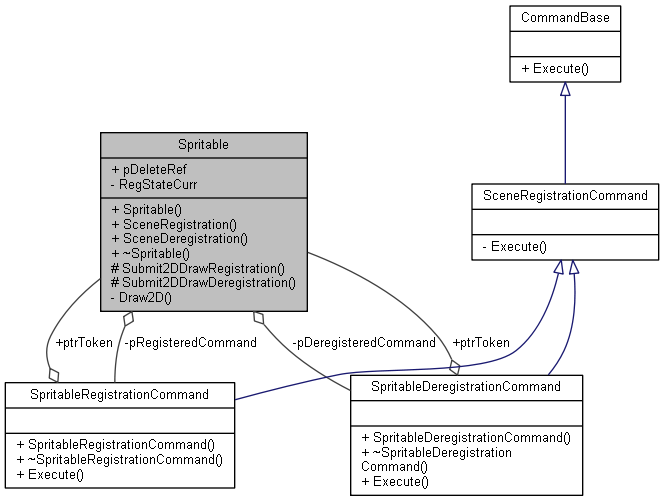 CommandBase
+ Execute()
Spritable
+ pDeleteRef
- RegStateCurr
+ Spritable()
+ SceneRegistration()
+ SceneDeregistration()
+ ~Spritable()
# Submit2DDrawRegistration()
# Submit2DDrawDeregistration()
- Draw2D()
SceneRegistrationCommand
- Execute()
+ptrToken
-pRegisteredCommand
-pDeregisteredCommand
+ptrToken
SpritableRegistrationCommand
+ SpritableRegistrationCommand()
+ ~SpritableRegistrationCommand()
+ Execute()
SpritableDeregistrationCommand
+ SpritableDeregistrationCommand()
+ ~SpritableDeregistration
Command()
+ Execute()